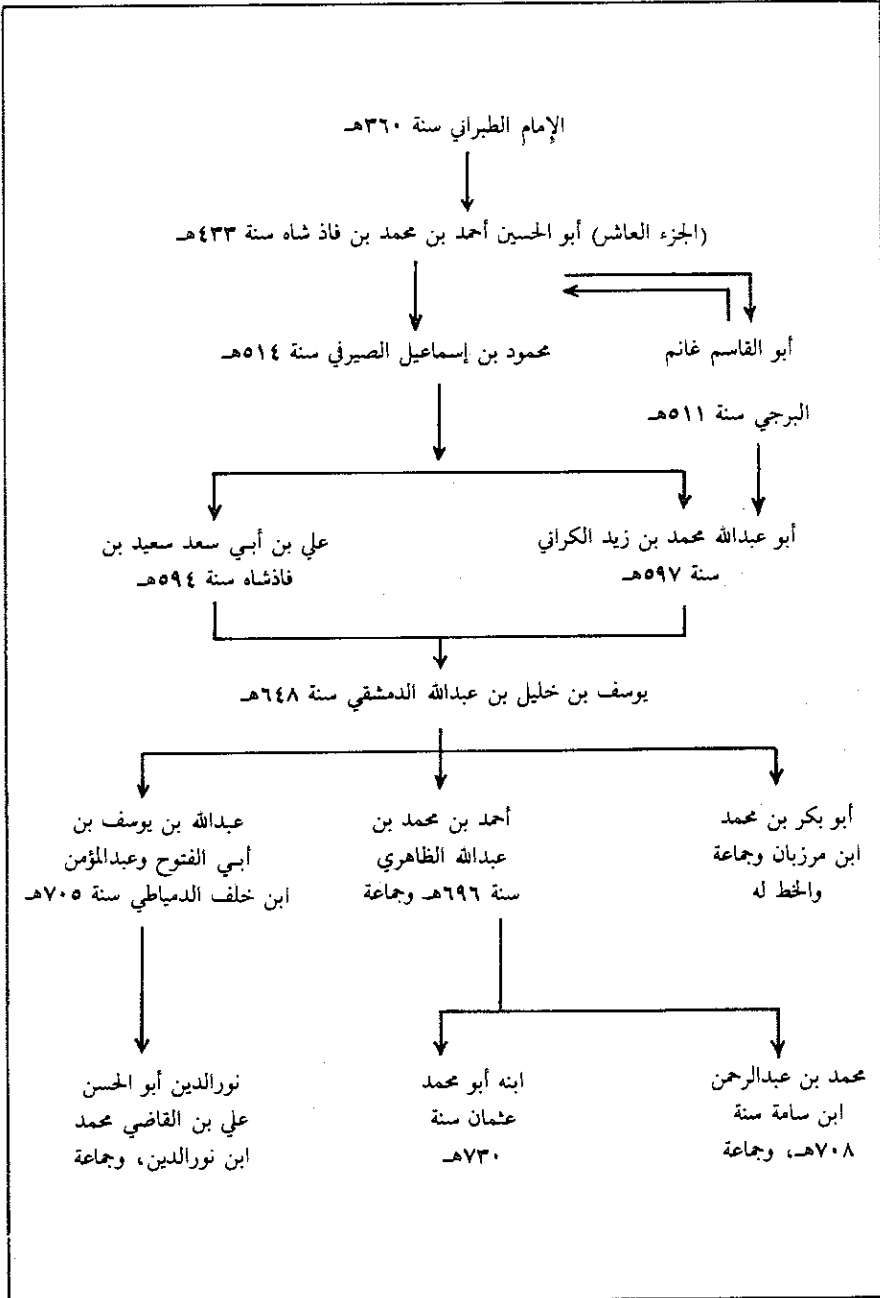 الإمام الطبراني سنة ٣٦٠هـ
(الجزء العاشر) أبو الحسين أحمد بن محمد بن فاذ شاه سنة ٤٣٣هـ
أبو القاسم غانم
البرجي سنة ٥١١هـ
محمود بن إسماعيل الصيرفي سنة ٥١٤هـ
أبو عبدالله محمد بن زيد الكراني
سنة ٥٩٧هـ
علي بن أبـي سعد سعيد بن
فاذشاه سنة ٥٩٤هـ
يوسف بن خليل بن عبدالله الدمشقي سنة ٦٤٨هـ
أبو بكر بن محمد
ابن مرزبان وجماعة
والخط له
أحمد بن محمد بن
عبدالله الظاهري
سنة ٦٩٦هـ وجماعة
عبدالله بن يوسف بن
أبـي الفتوح وعبدالمؤمن
ابن خلف الدمياطي سنة ٧٠٥هـ
محمد بن عبدالرحمن
ابن سامة سنة
٧٠٨هـ، وجماعة
ابنه أبو محمد
عثمان سنة
٧٣٠هـ
نورالدين أبو الحسن
علي بن القاضي محمد
ابن نورالدين، وجماعة